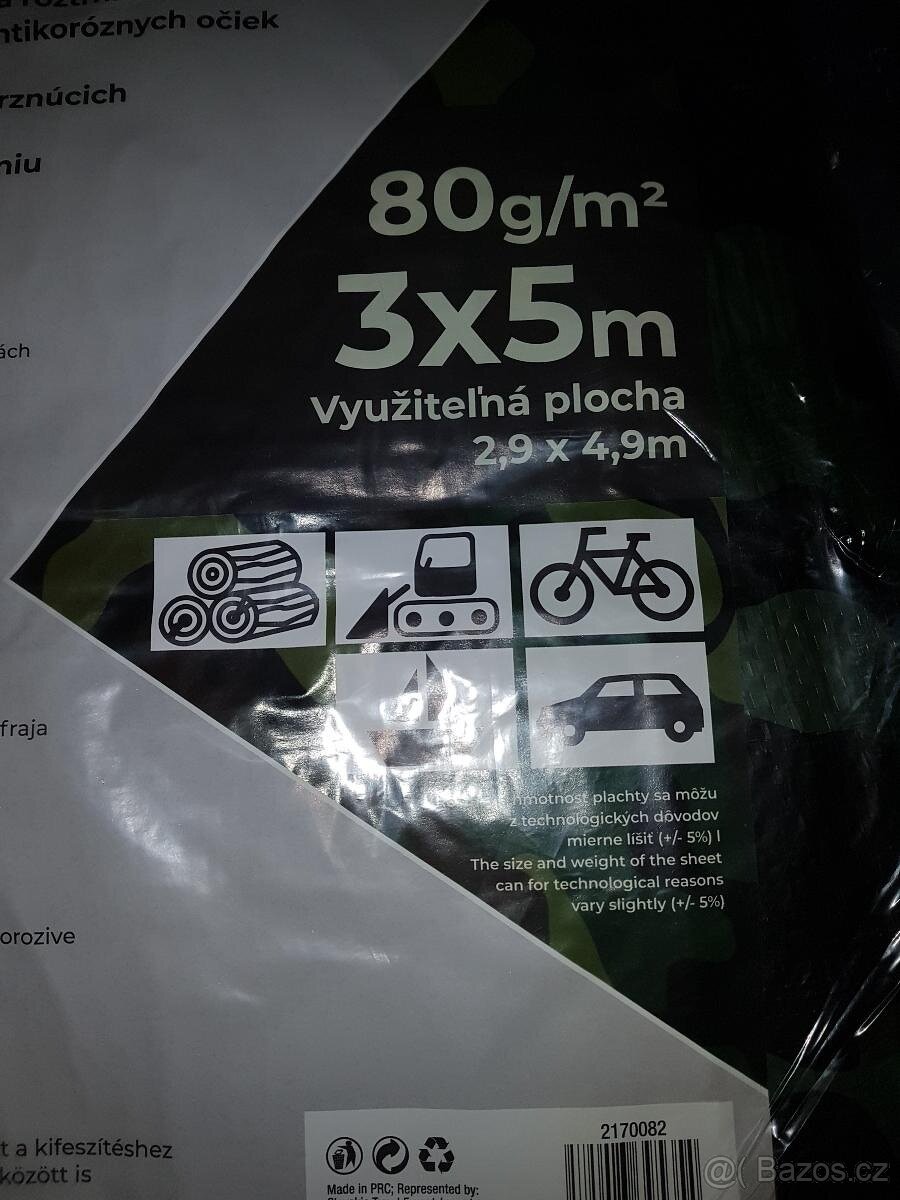 ntikoróznych očiek
rznúcich
niu
80g/m²
3x5m
Využiteľná plocha
2,9 x 4,9m
ách
fraja
hmotnosť plachty sa môžu
z technologických dôvodov
mierne líšiť (+/- 5%) I
The size and weight of the sheet
can for technological reasons
vary slightly (+/- 5%)
orozive
t a kifeszítéshez
között is
2170082
Made in PRC; Represented by:
@( Bazos.cz